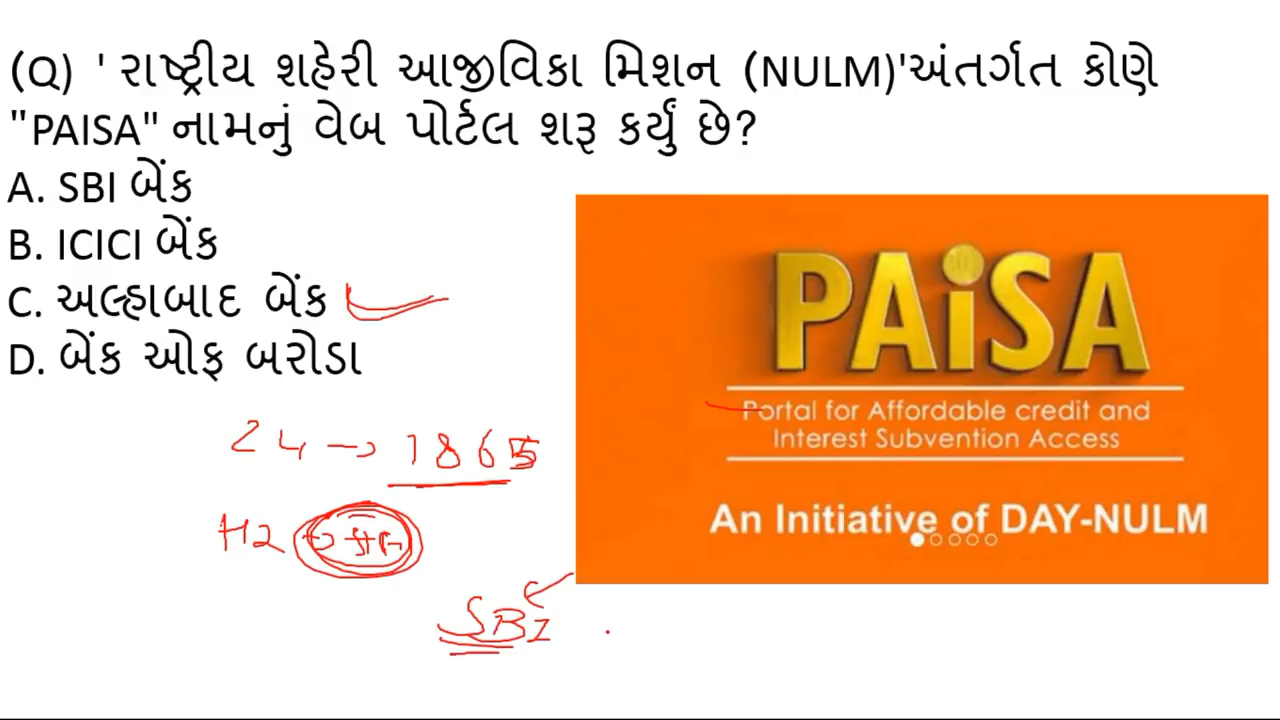 (Q) ' રાષ્ટ્રીય શહેરી આજીવિકા મિશન (NULM)'અંતર્ગત કોણે
"PAISA" નામનું વેબ પોર્ટલ શરૂ કર્યું છે?
A. SBI બેંક
B. ICICI બેંક
C. અલ્હાબાદ બેંક
D. બેંક ઓફ બરોડા
PAiSA
Portal for Affordable credit and
Interest Subvention Access
An Initiative of DAY-NULM
24 → 1865
H2 →
SBI